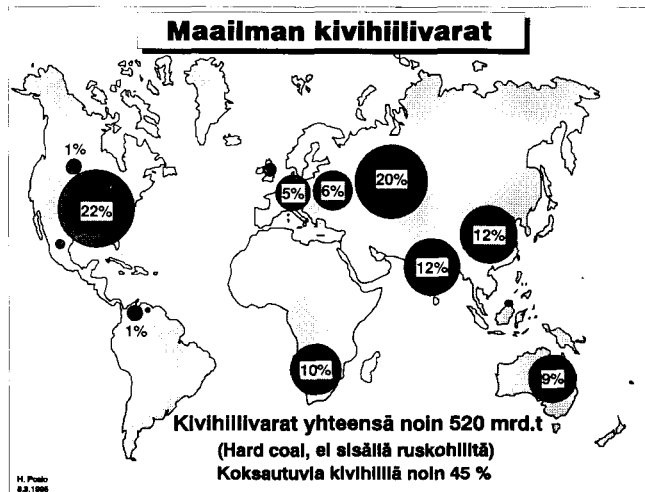 Maailman kivihiilivarat
1%
22%
5%
6%
20%
12%
12%
1%
10%
9%
Kivihiilivarat yhteensä noin 520 mrd.t
(Hard coal, ei sisällä ruskohiiltä)
Koksautuvia kivihiiliä noin 45 %
H. Poslo